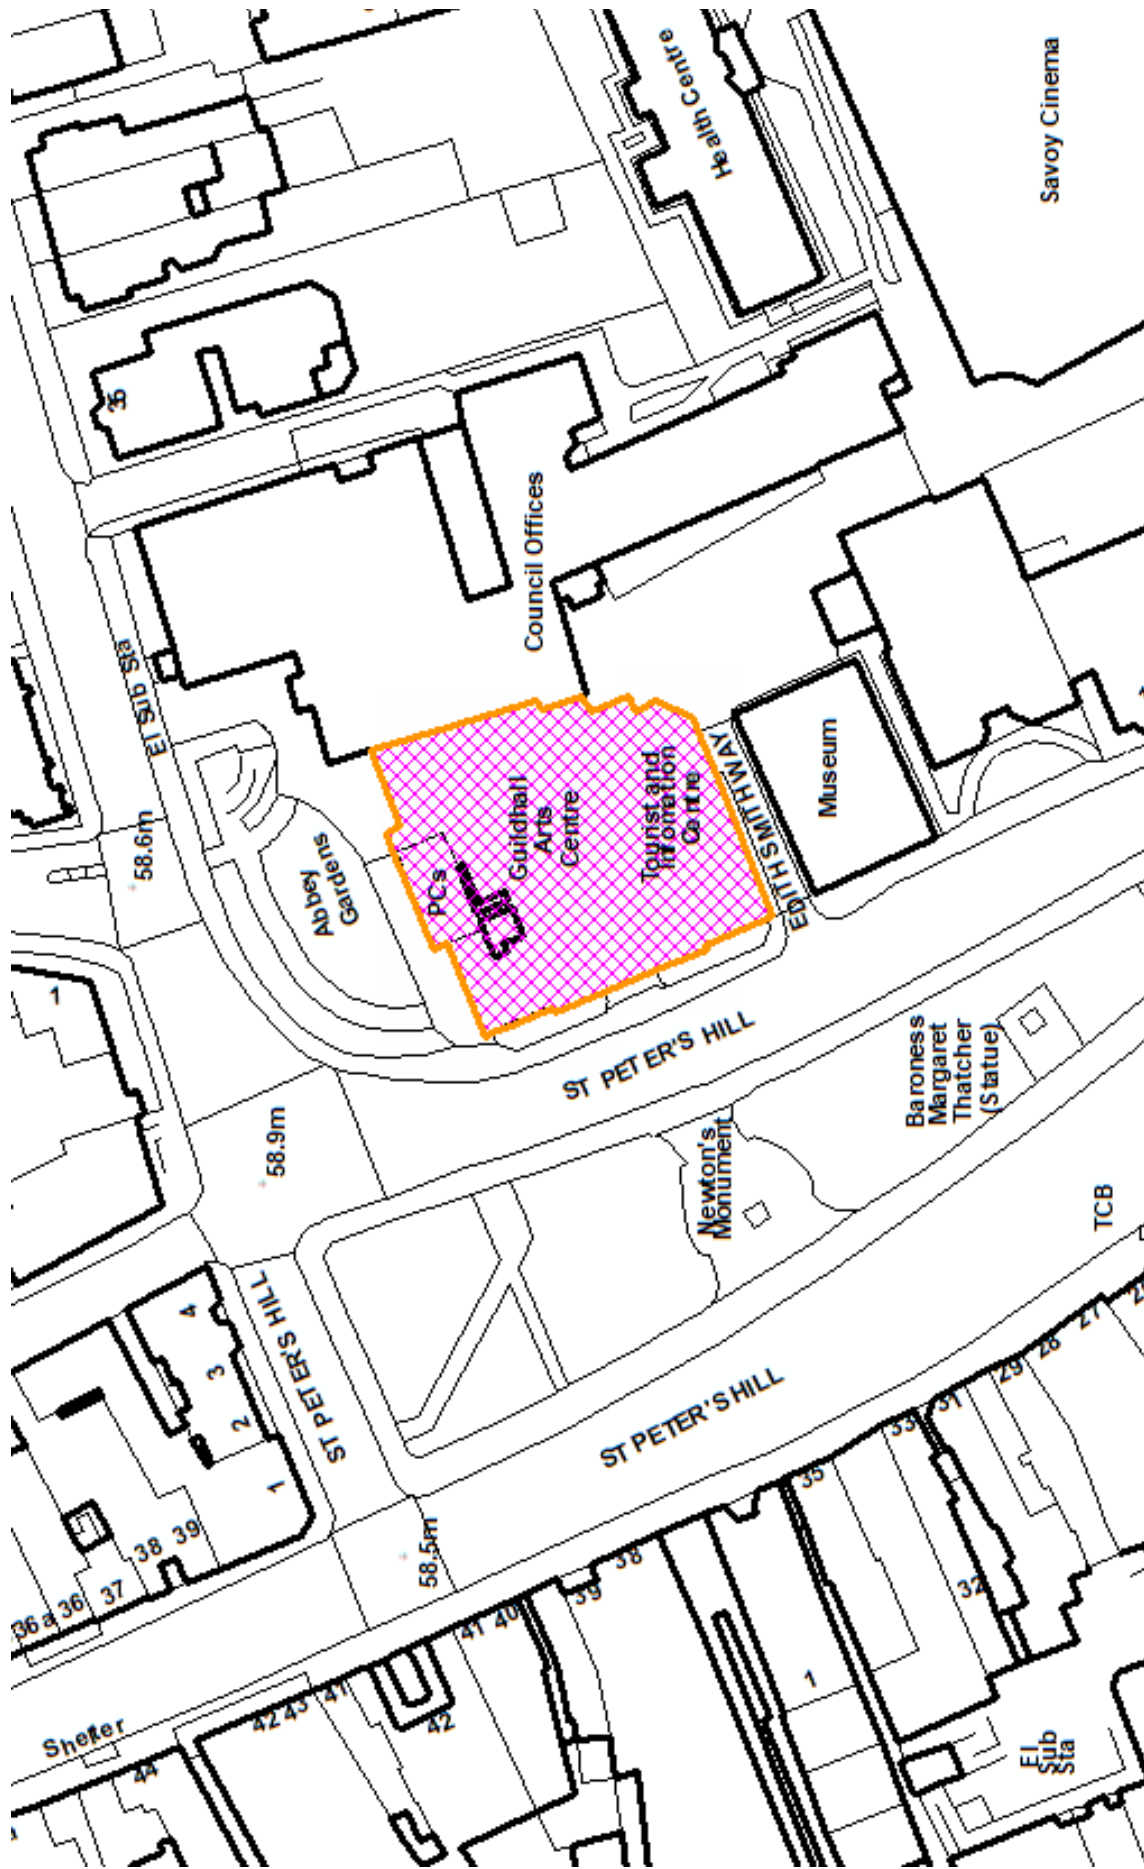 Health Centre
Savoy Cinema
Council Offices
El Sub Sta
58.6m
Abbey
Gardens
PCs
Guildhall
Arts
Centre
Tourist and
Information
Centre
EDITH SMITH WAY
Museum
1
ST PETER'S HILL
Baroness
Margaret
Thatcher
(Statue)
58.9m
Newton's
Monument
TCB
ST PETER'S HILL
4
3
2
1
ST PETER'S HILL
27
28
29
31
33
35
38
39
40
41
58.5m
39
38
37
36
36a
32
1
42
41
43
42
44
Shelter
El
Sub
Sta